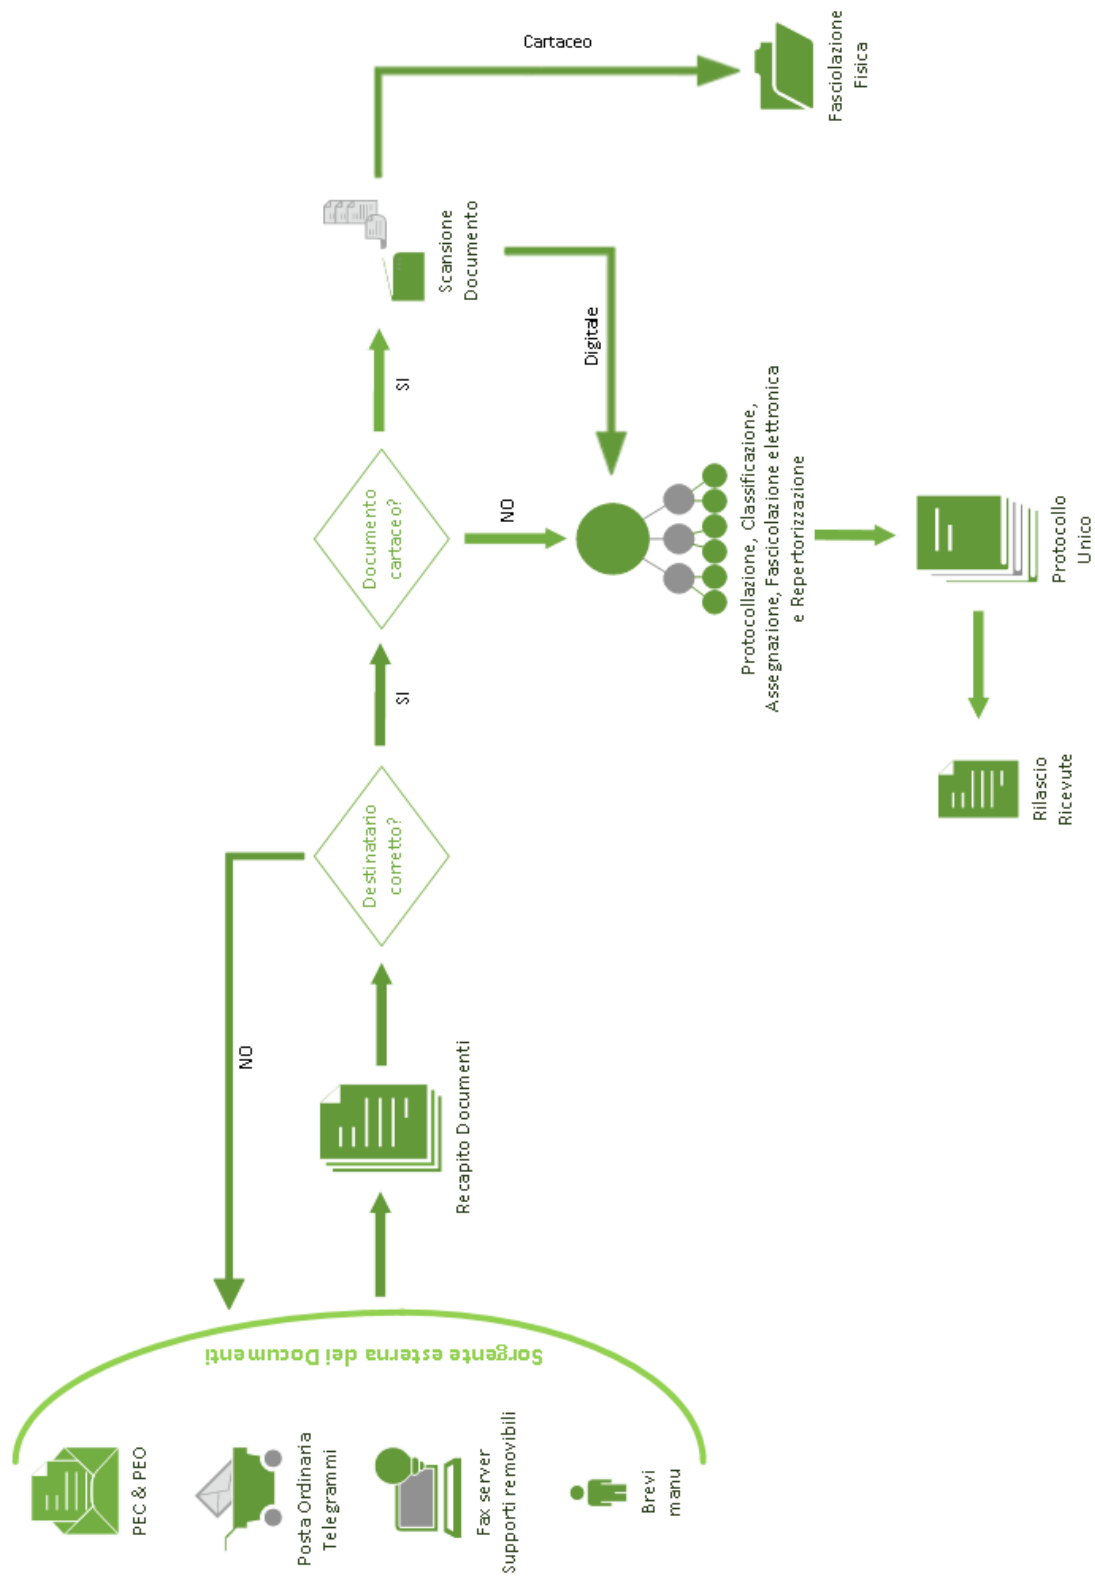 PEC & PEO
Posta Ordinaria
Telegrammi
Fax server
Supporti removibili
Brevi
manu
Sorgente esterna dei Documenti
NO
Recapito Documenti
Destinatario
corretto?
SI
Documento
cartaceo?
SI
NO
Scansione
Documento
Cartaceo
Digitale
Fasciolazione
Fisica
Protocollazione, Classificazione,
Assegnazione, Fascicolazione elettronica
e Repertorizzazione
Protocollo
Unico
Rilascio
Ricevute